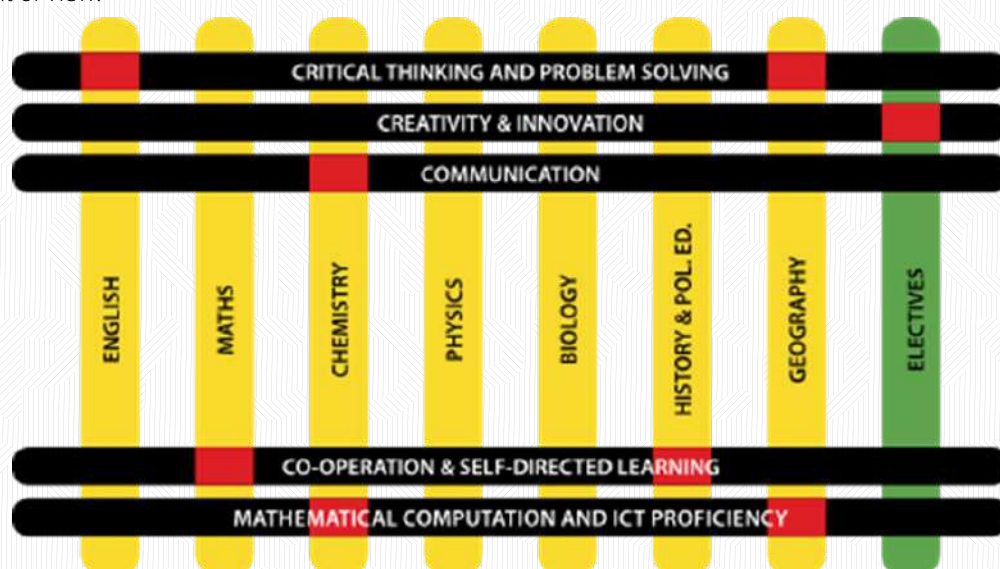 CRITICAL THINKING AND PROBLEM SOLVING
CREATIVITY & INNOVATION
COMMUNICATION
ENGLISH
MATHS
CHEMISTRY
PHYSICS
BIOLOGY
HISTORY & POL. ED.
GEOGRAPHY
ELECTIVES
CO-OPERATION & SELF-DIRECTED LEARNING
MATHEMATICAL COMPUTATION AND ICT PROFICIENCY